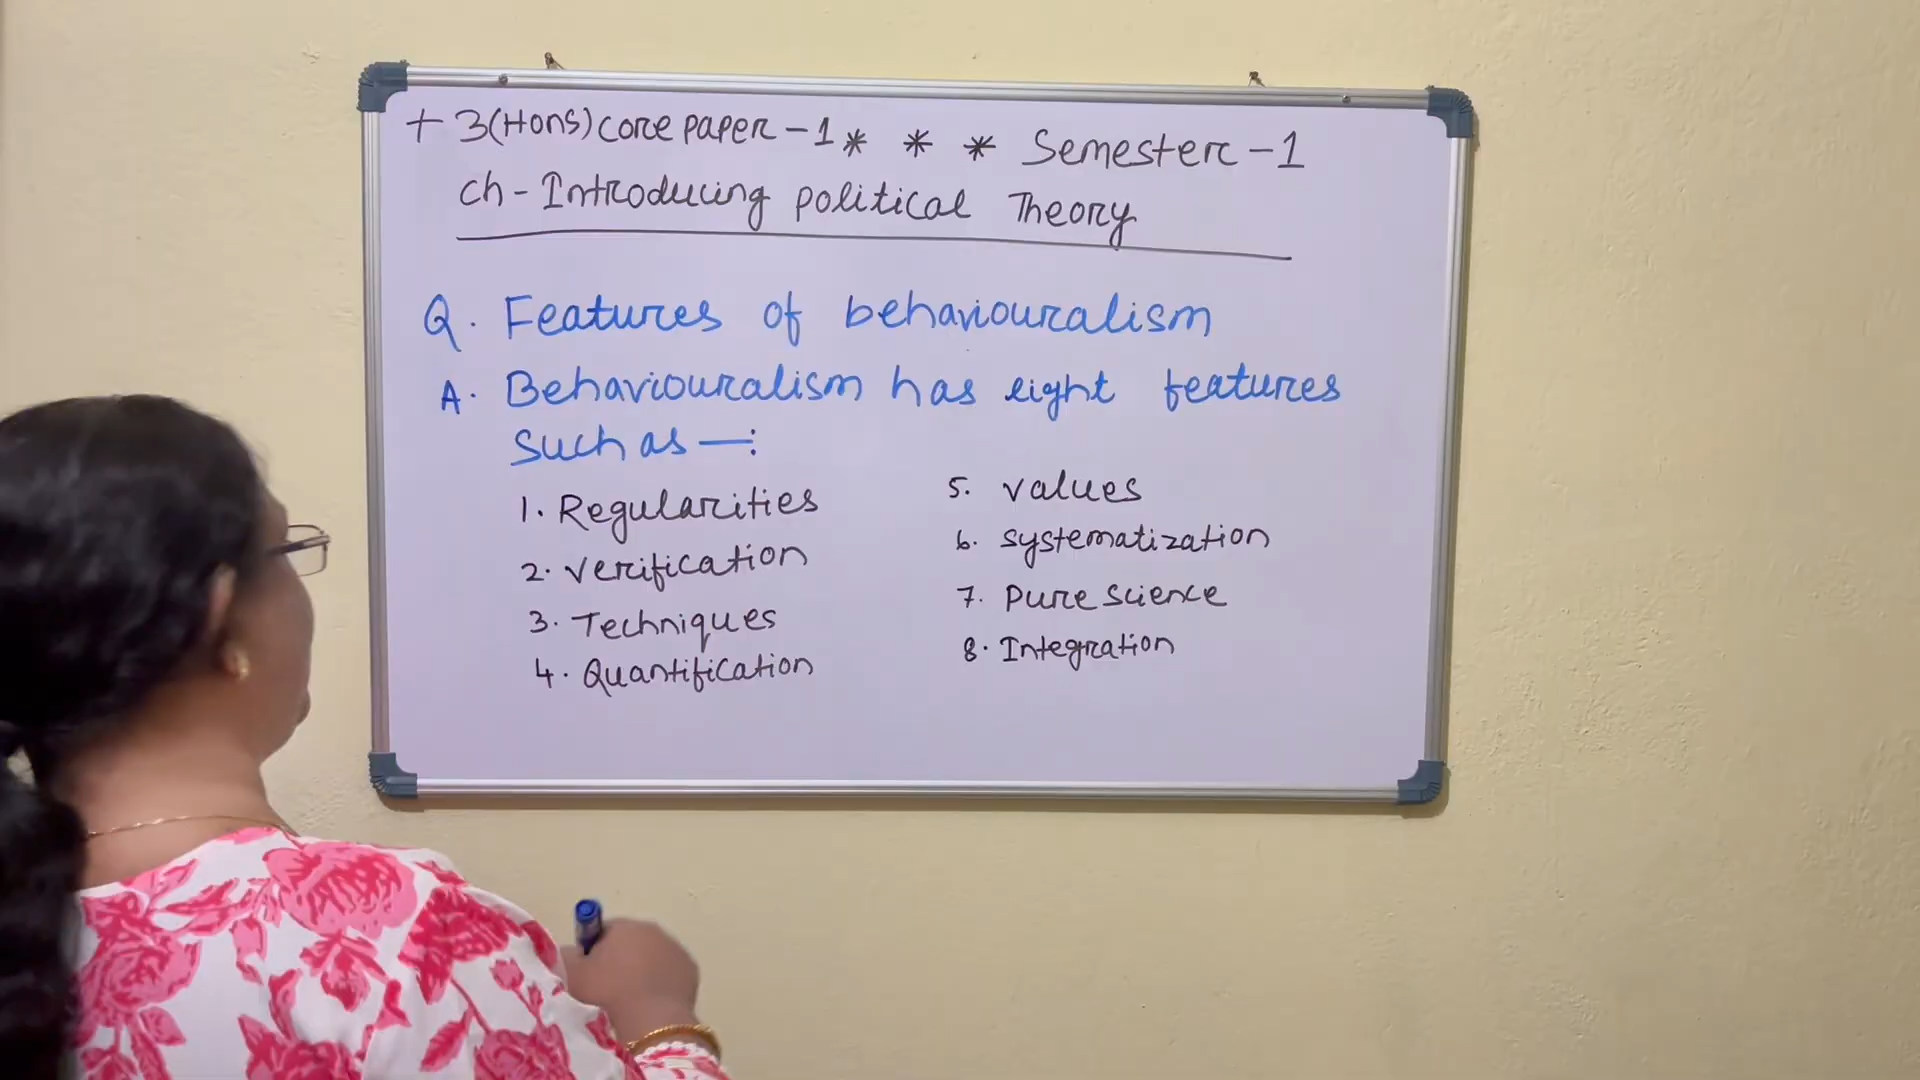 +3(Hons) core paper-1 * * * Semester-1
ch-Introducing political Theory
Q. Features of behaviouralism
A. Behaviouralism has eight features
such as —:
1. Regularities
2. verification
3. Techniques
4. Quantification
5. values
6. systematization
7. pure science
8. Integration